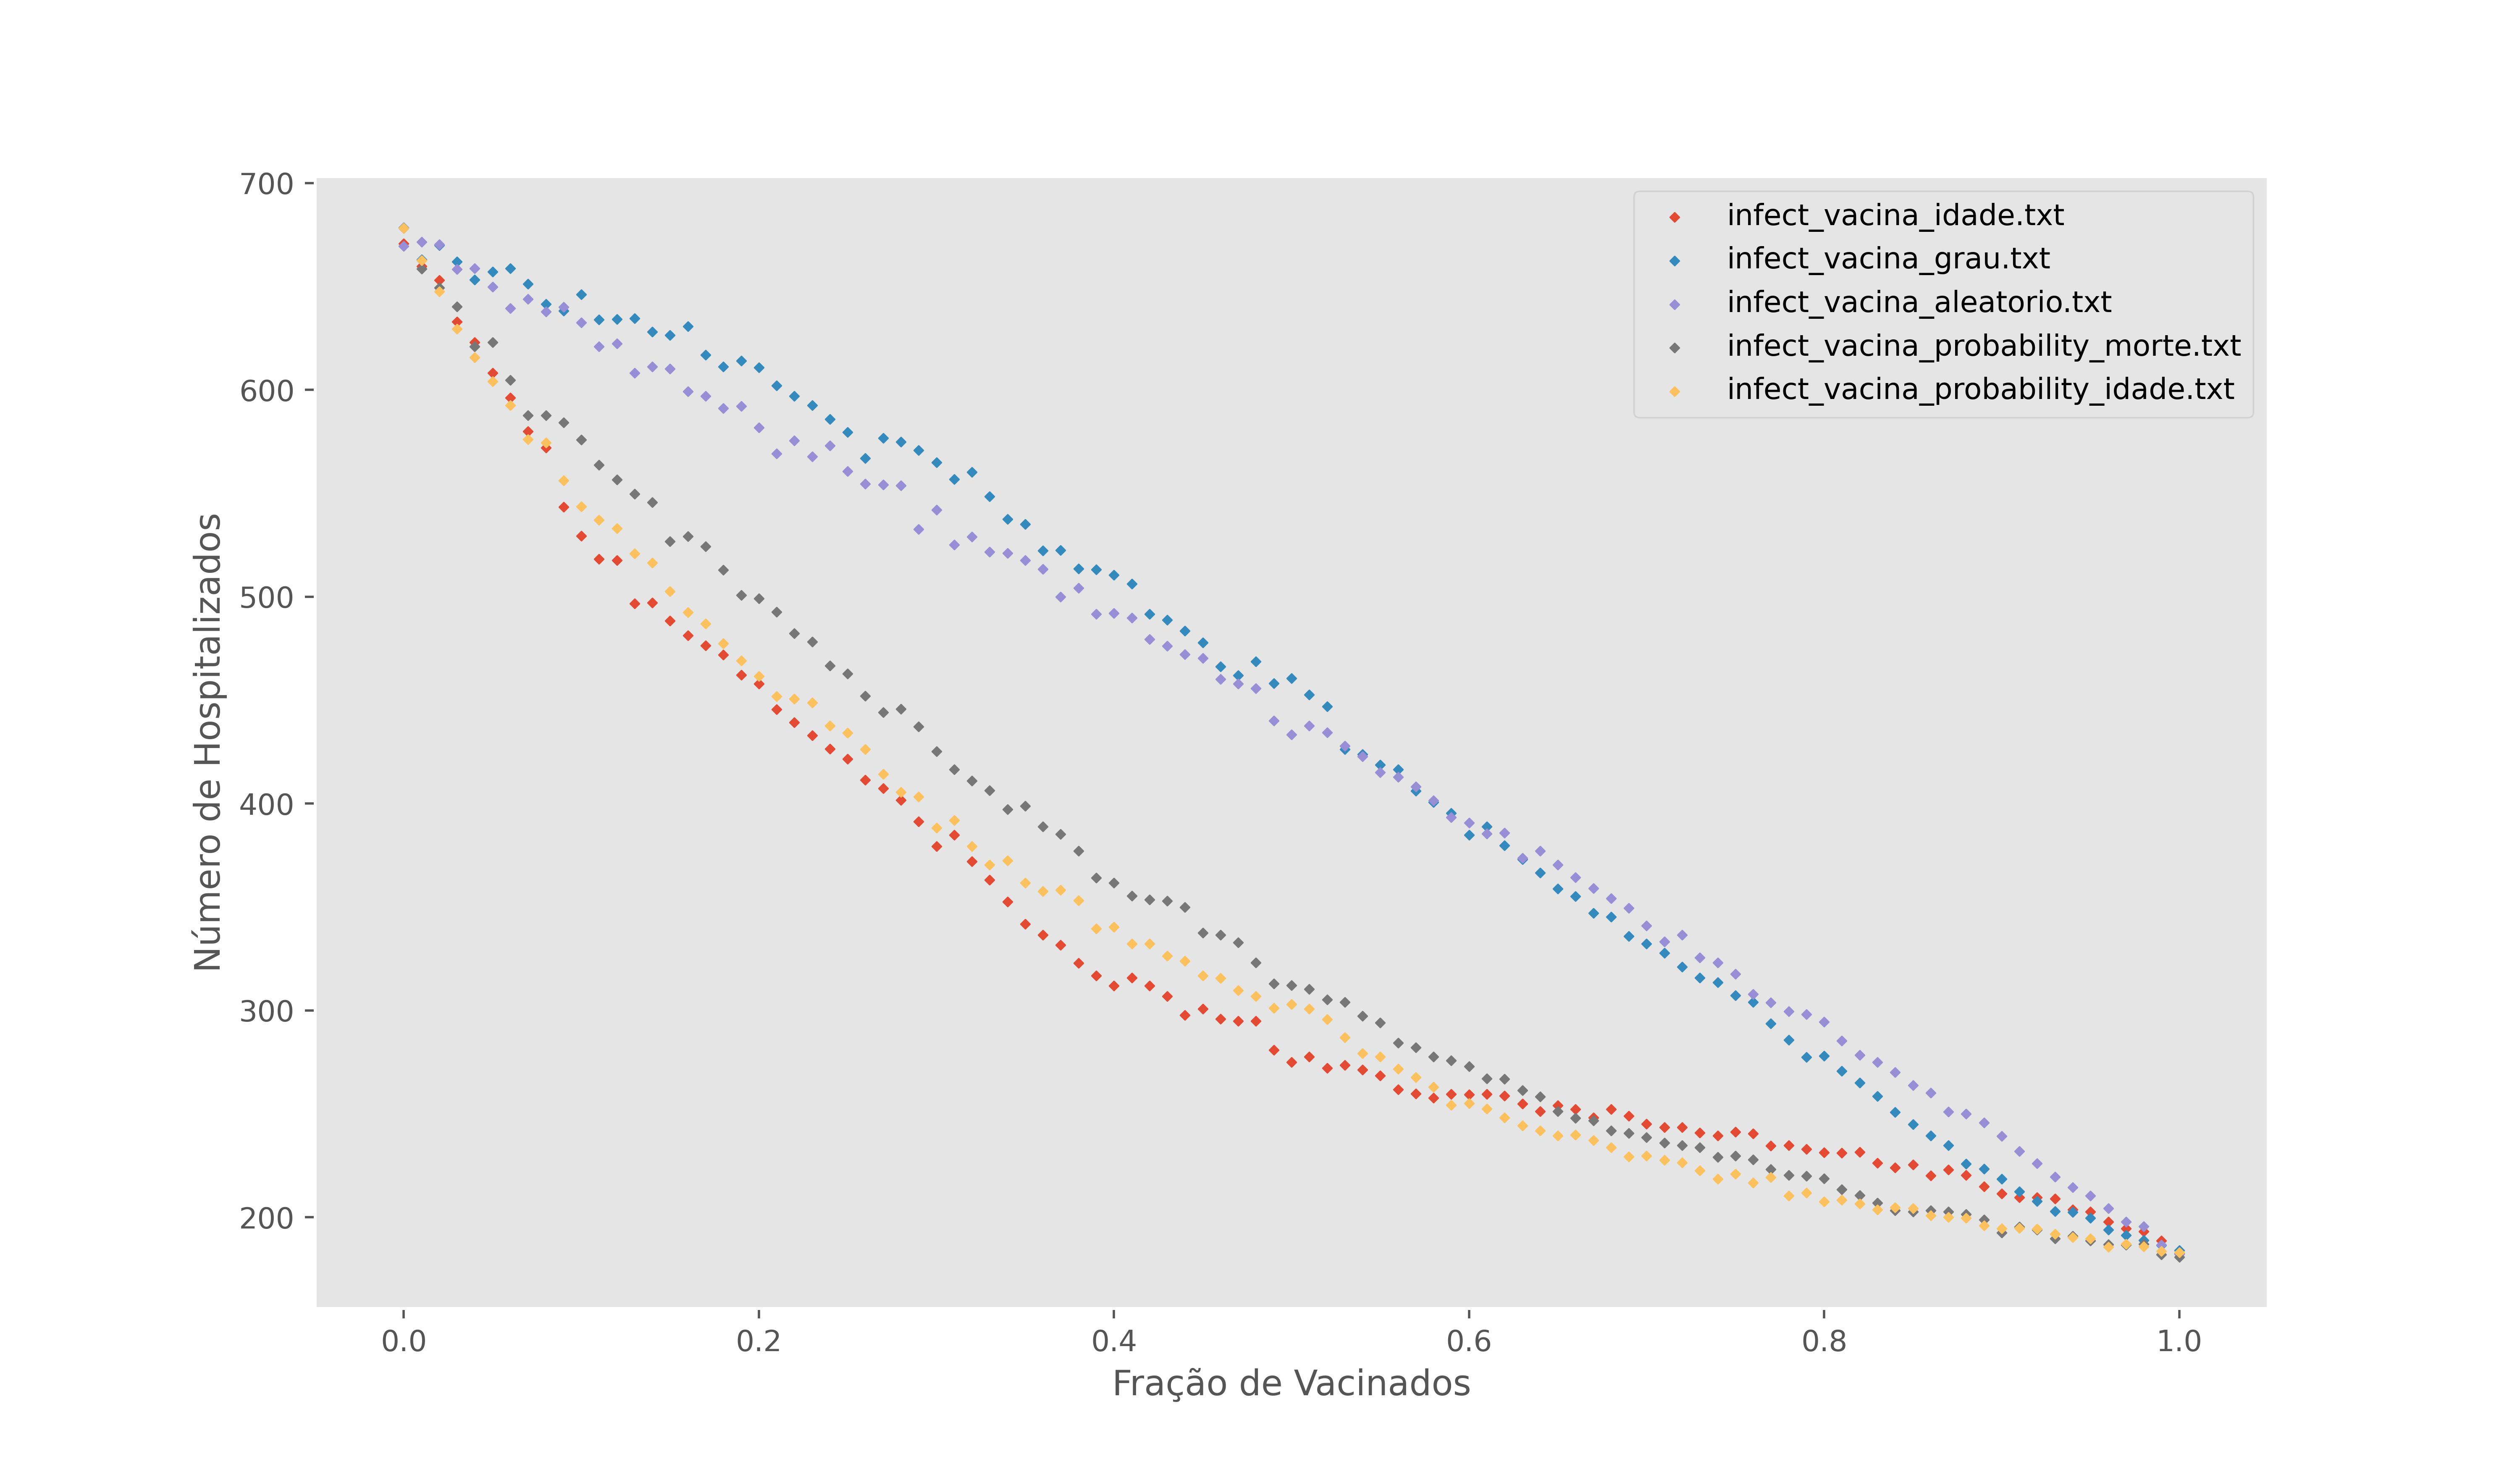 700
600
500
400
300
200
Número de Hospitalizados
infect_vacina_idade.txt
infect_vacina_grau.txt
infect_vacina_aleatorio.txt
infect_vacina_probability_morte.txt
infect_vacina_probability_idade.txt
0.0 0.2 0.4 0.6 0.8 1.0
Fração de Vacinados